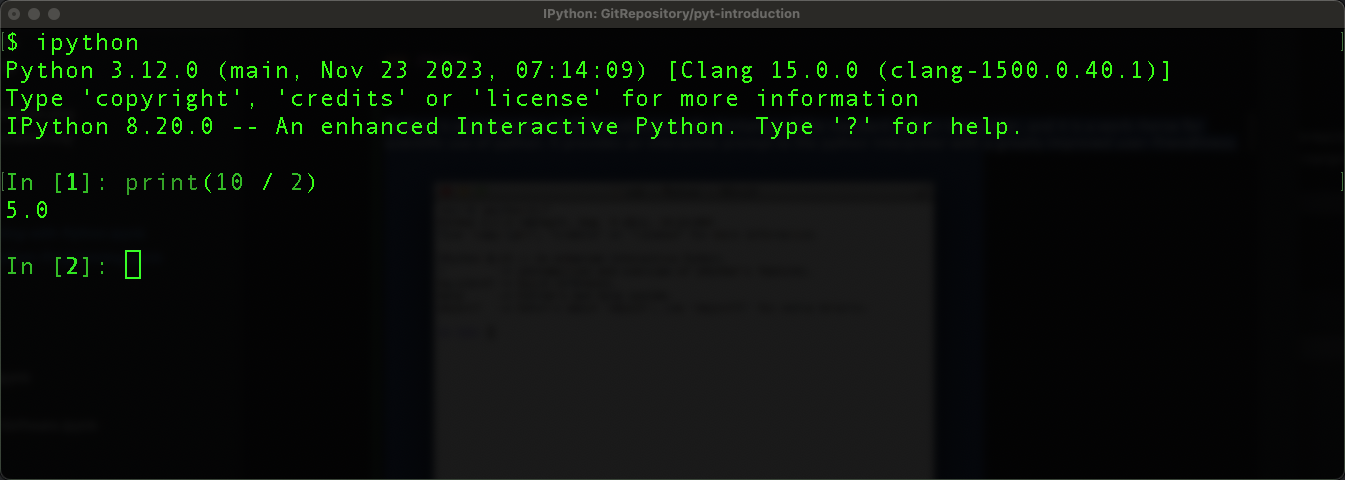 IPython: GitRepository/pyt-introduction
$ ipython
Python 3.12.0 (main, Nov 23 2023, 07:14:09) [Clang 15.0.0 (clang-1500.0.40.1)]
Type 'copyright', 'credits' or 'license' for more information
IPython 8.20.0 -- An enhanced Interactive Python. Type '?' for help.
In [1]: print(10 / 2)
5.0
In [2]: